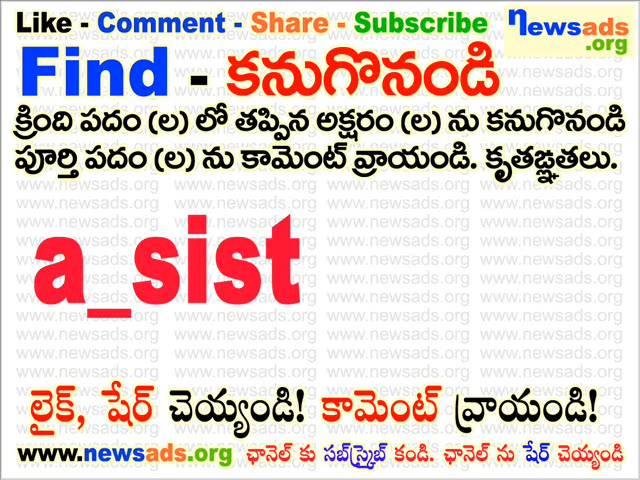 Like - Comment - Share - Subscribe
newsads
.org
Find - కనుగొనండి
క్రింది పదం (ల) లో తప్పిన అక్షరం (ల) ను కనుగొనండి
పూర్తి పదం (ల) ను కామెంట్ వ్రాయండి. కృతఙ్ఞతలు.
a_sist
లైక్, షేర్ చెయ్యండి! కామెంట్ వ్రాయండి!
www.newsads.org ఛానెల్ కు సబ్‌స్క్రైబ్ కండి. ఛానెల్ ను షేర్ చెయ్యండి